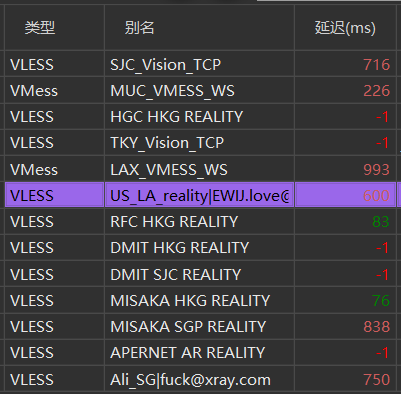 类型 别名 延迟(ms)
VLESS SJC_Vision_TCP 716
VMess MUC_VMESS_WS 226
VLESS HGC HKG REALITY -1
VLESS TKY_Vision_TCP -1
VMess LAX_VMESS_WS 993
VLESS US_LA_reality|EWIJ.love@ 600
VLESS RFC HKG REALITY 83
VLESS DMIT HKG REALITY -1
VLESS DMIT SJC REALITY -1
VLESS MISAKA HKG REALITY 76
VLESS MISAKA SGP REALITY 838
VLESS APERNET AR REALITY -1
VLESS Ali_SG|fuck@xray.com 750